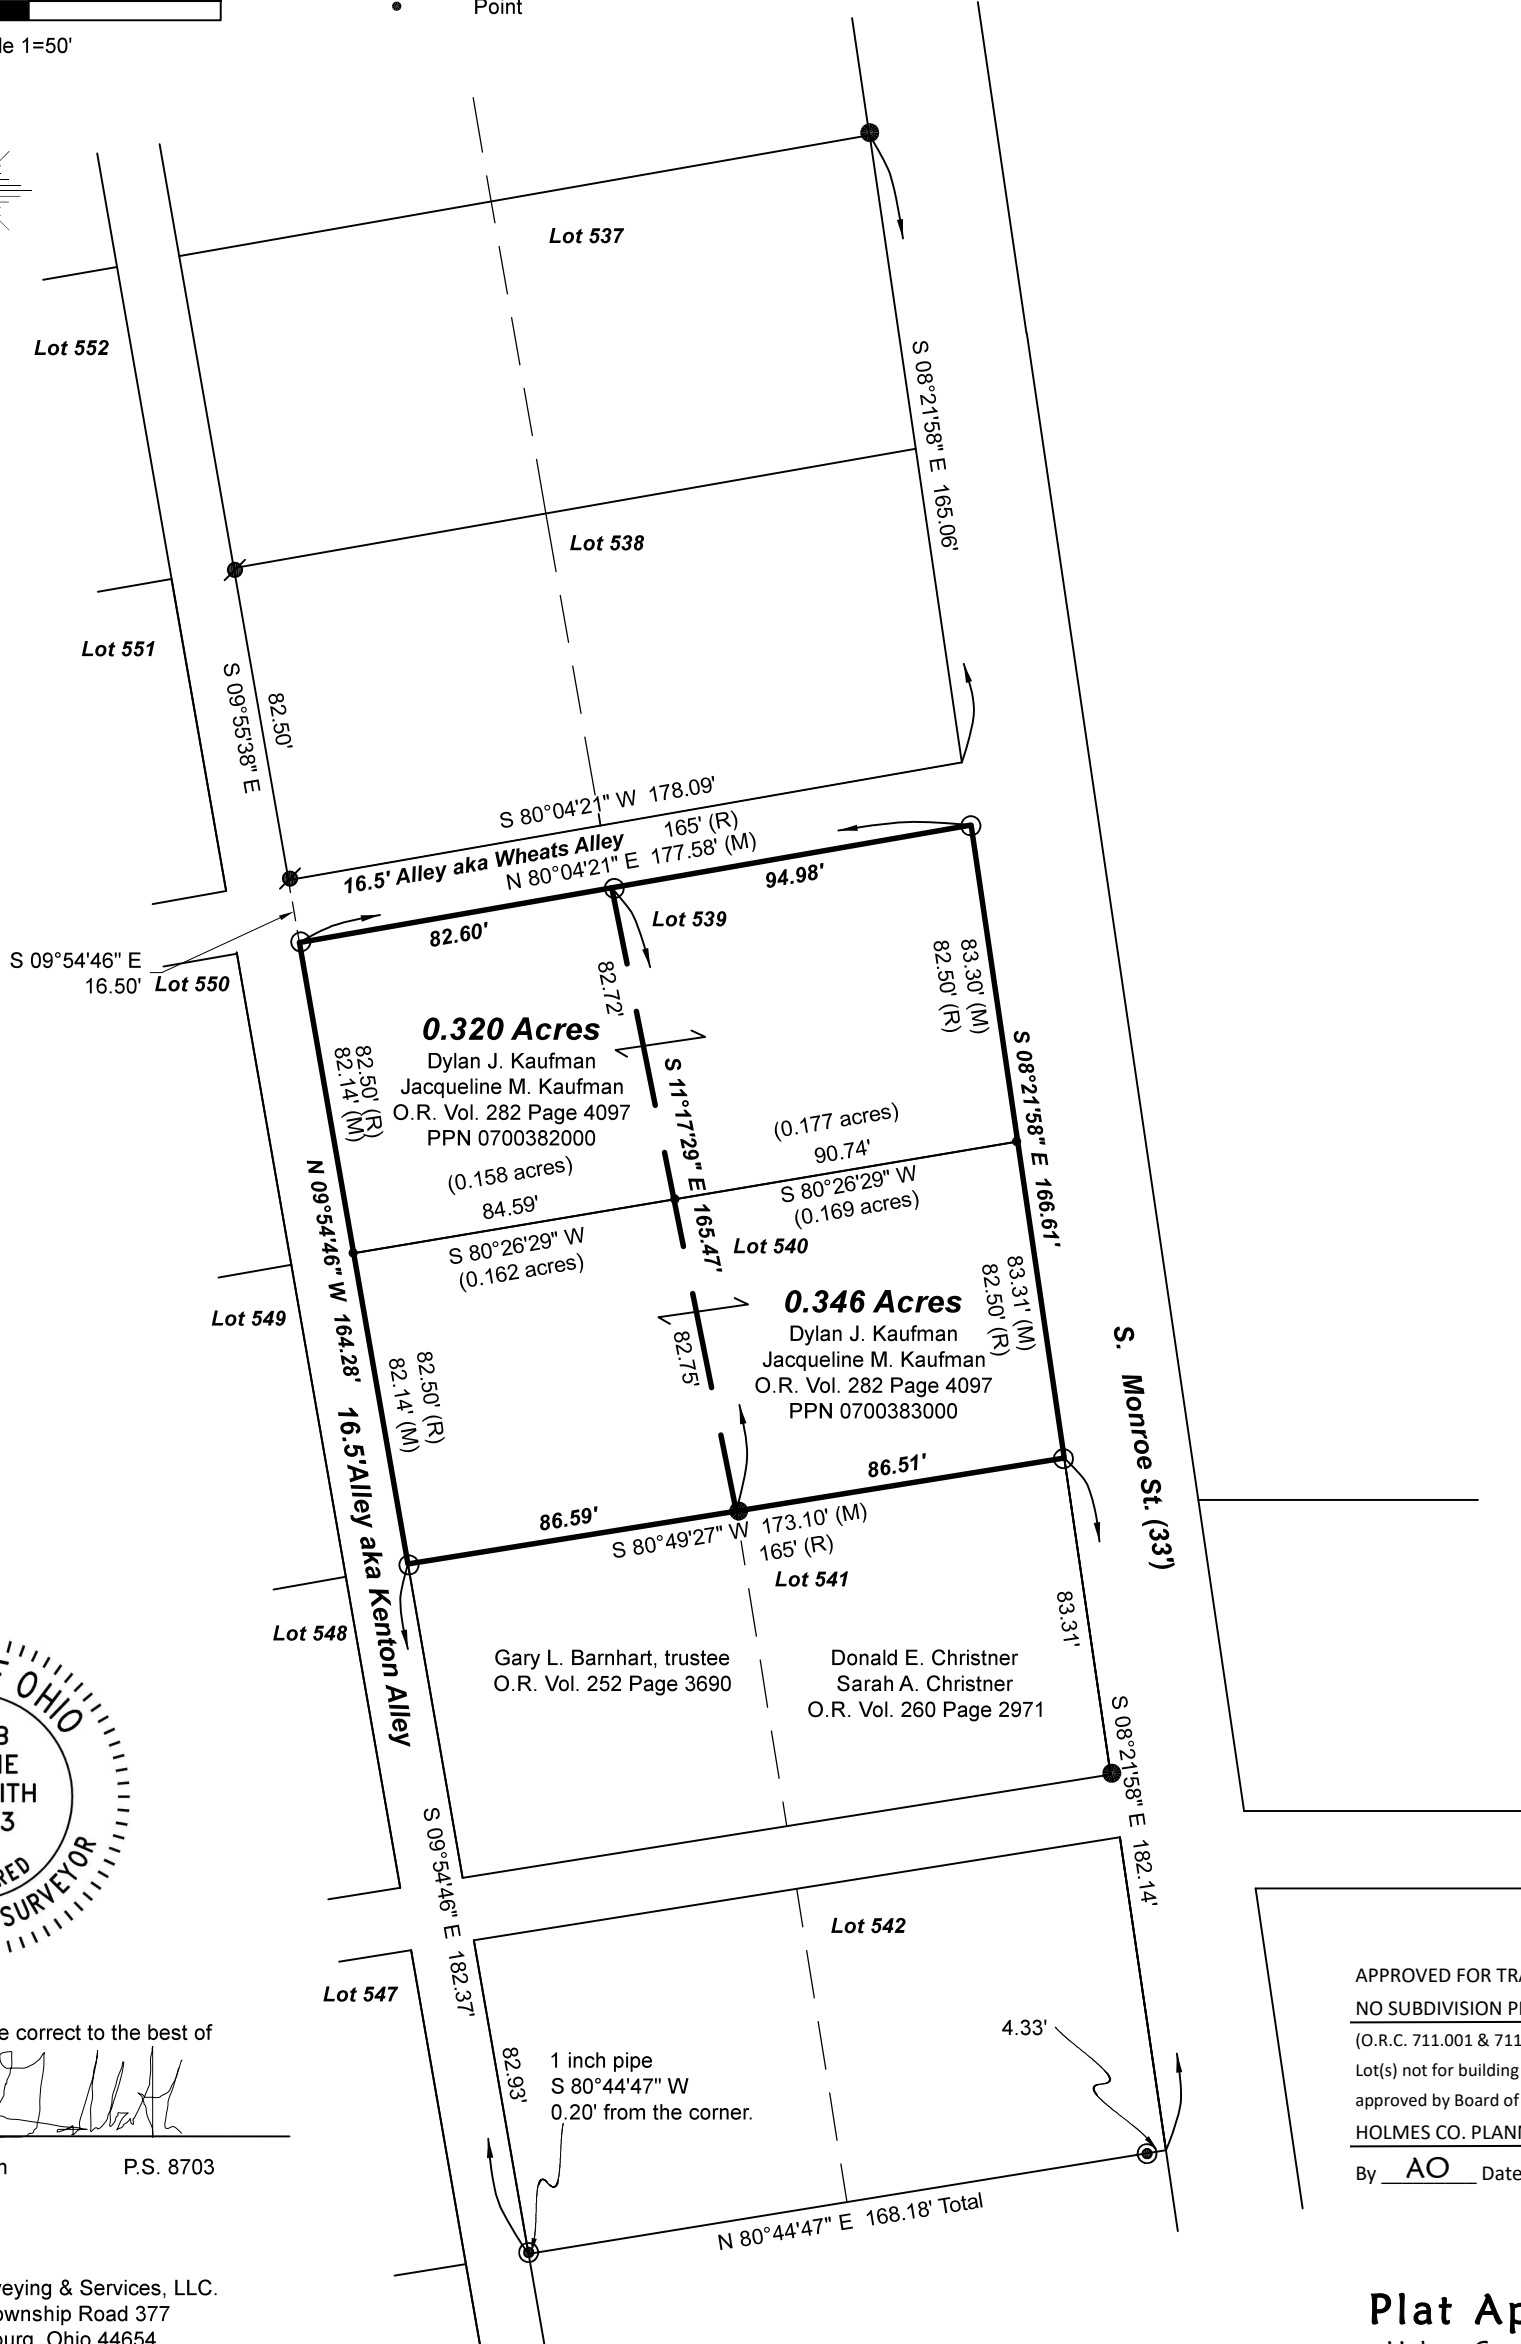 Point
le 1=50'
Lot 537
Lot 552
S 08°21'58" E 165.06'
Lot 538
Lot 551
S 09°55'38" E
82.50'
S 80°04'21" W 178.09'
165' (R)
16.5' Alley aka Wheats Alley
N 80°04'21" E 177.58' (M)
94.98'
82.60'
Lot 539
S 09°54'46" E
16.50'
Lot 550
82.72'
83.30' (M)
82.50' (R)
0.320 Acres
Dylan J. Kaufman
Jacqueline M. Kaufman
O.R. Vol. 282 Page 4097
PPN 0700382000
82.50' (R)
82.14' (M)
S 11°17'29" E 165.47'
S 08°21'58" E 166.61'
(0.177 acres)
90.74'
S 80°26'29" W
(0.169 acres)
(0.158 acres)
84.59'
S 80°26'29" W
(0.162 acres)
N 09°54'46" W 164.28'
Lot 540
Lot 549
0.346 Acres
Dylan J. Kaufman
Jacqueline M. Kaufman
O.R. Vol. 282 Page 4097
PPN 0700383000
83.31' (M)
82.50' (R)
82.75'
82.50' (R)
82.14' (M)
S. Monroe St. (33')
16.5'Alley aka Kenton Alley
86.51'
86.59'
S 80°49'27" W 173.10' (M)
165' (R)
Lot 541
83.31'
Lot 548
Gary L. Barnhart, trustee
O.R. Vol. 252 Page 3690
Donald E. Christner
Sarah A. Christner
O.R. Vol. 260 Page 2971
OHIO
ITH
3
RED
SURVEYOR
S 08°21'58" E 182.14'
S 09°54'46" E 182.37'
Lot 542
Lot 547
4.33'
82.93'
1 inch pipe
S 80°44'47" W
0.20' from the corner.
e correct to the best of
P.S. 8703
N 80°44'47" E 168.18' Total
APPROVED FOR TRA
NO SUBDIVISION P
(O.R.C. 711.001 & 711
Lot(s) not for building
approved by Board of
HOLMES CO. PLANN
By AO Date
veying & Services, LLC.
ownship Road 377
burg, Ohio 44654
Plat Ap